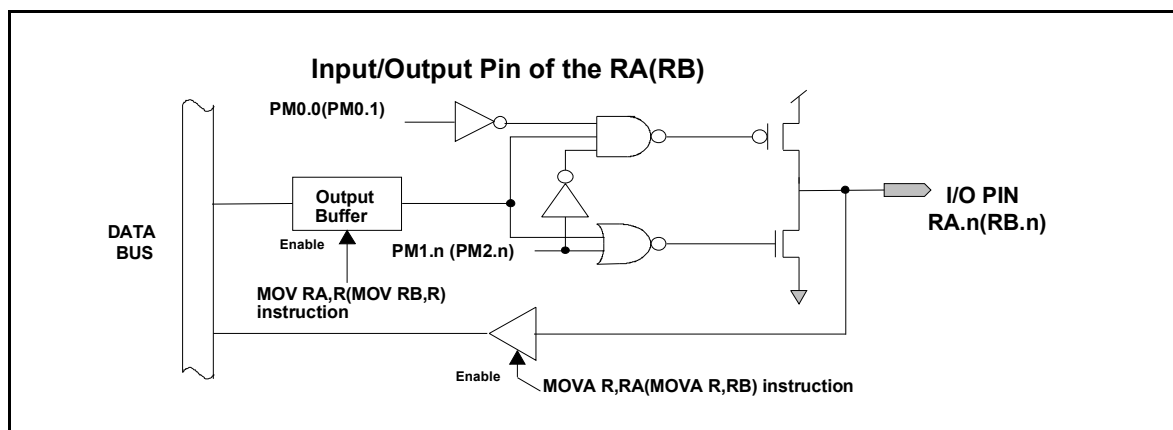 Input/Output Pin of the RA(RB)
PM0.0(PM0.1)
Output
Buffer
I/O PIN
RA.n(RB.n)
DATA
BUS
Enable
PM1.n (PM2.n)
MOV RA,R(MOV RB,R)
instruction
Enable
MOVA R,RA(MOVA R,RB) instruction